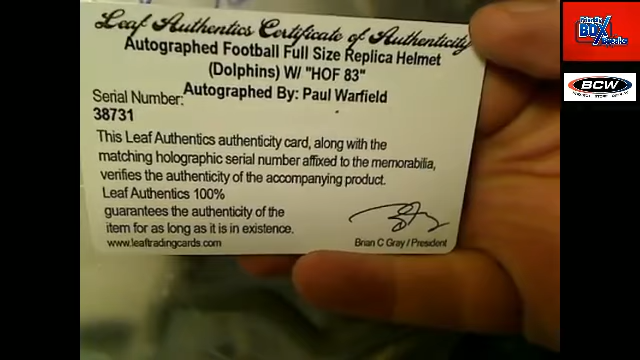 Leaf Authentics Certificate of Authenticity
Autographed Football Full Size Replica Helmet
(Dolphins) W/ "HOF 83"
Autographed By: Paul Warfield
Serial Number:
38731
This Leaf Authentics authenticity card, along with the
matching holographic serial number affixed to the memorabilia,
verifies the authenticity of the accompanying product.
Leaf Authentics 100%
guarantees the authenticity of the
item for as long as it is in existence.
www.leaftradingcards.com
Brian C Gray / President
BOX
BCW